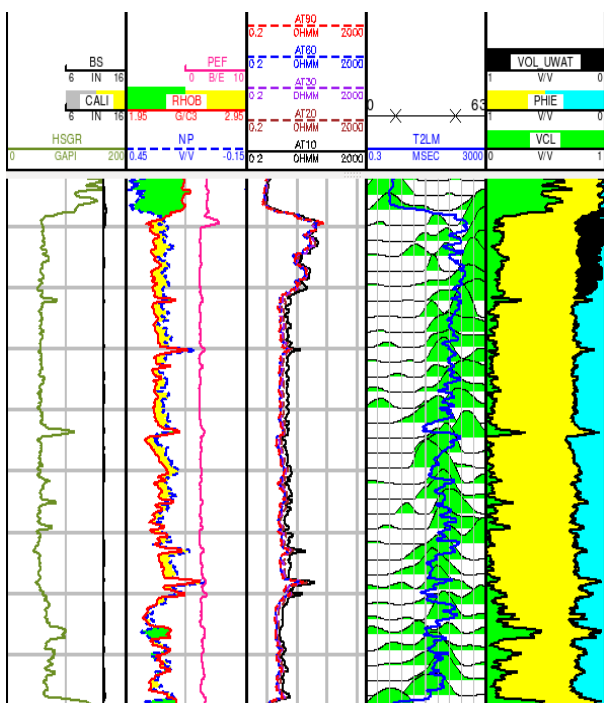 BS
6 IN 16
CALI
6 IN 16
HSGR
0 GAPI 200
PEF
0 B/E 10
RHOB
1.95 G/C3 2.95
NP
0.45 V/V -0.15
AT90
0.2 OHMM 2000
AT60
0.2 OHMM 2000
AT30
0.2 OHMM 2000
AT20
0.2 OHMM 2000
AT10
0.2 OHMM 2000
0 63
T2LM
0.3 MSEC 3000
VOL_UWAT
1 V/V 0
PHIE
1 V/V 0
VCL
0 V/V 1